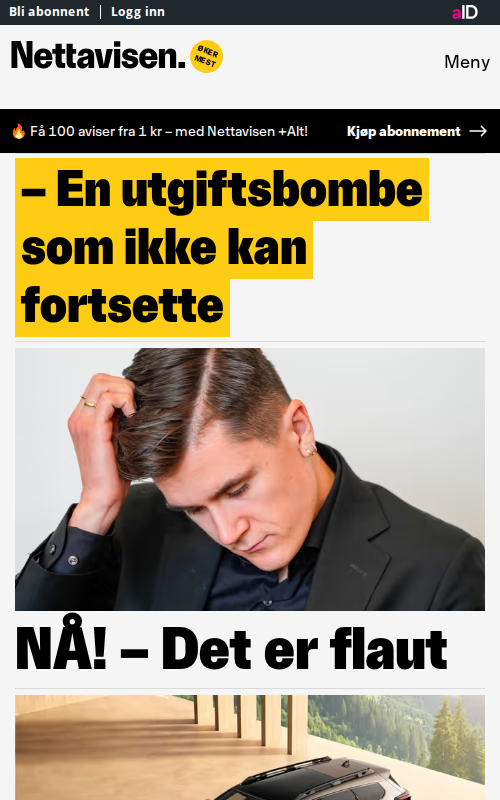 Bli abonnent
Logg inn
aID
Nettavisen.
ØKER
MEST
Meny
🔥 Få 100 aviser fra 1 kr – med Nettavisen +Alt!
Kjøp abonnement →
– En utgiftsbombe
som ikke kan
fortsette
NÅ! – Det er flaut